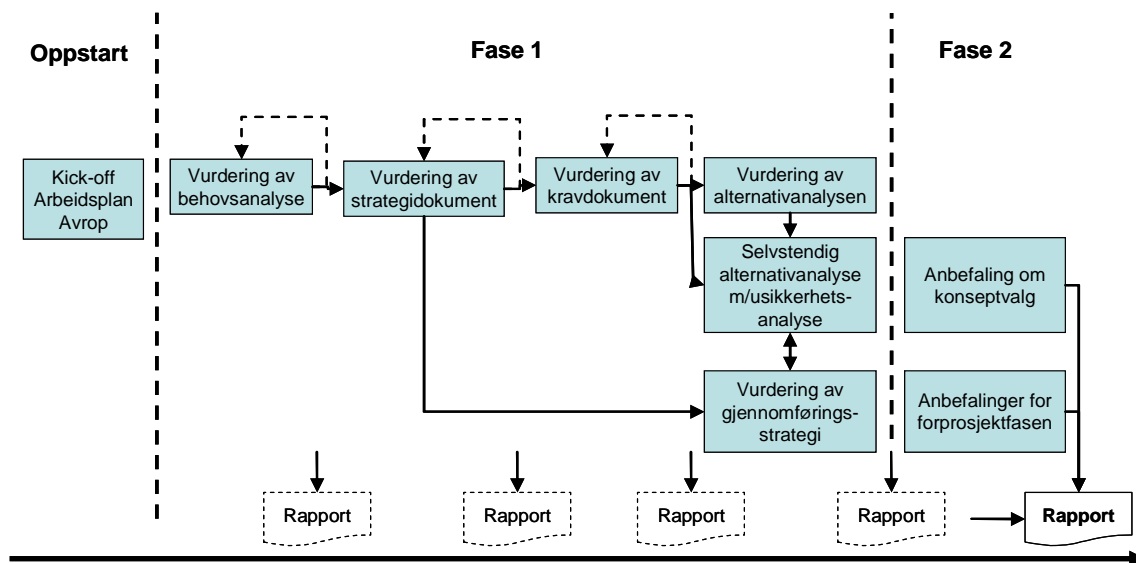 Oppstart
Fase 1
Fase 2
Kick-off
Arbeidsplan
Avrop
Vurdering av
behovsanalyse
Vurdering av
strategidokument
Vurdering av
kravdokument
Vurdering av
alternativanalysen
Selvstendig
alternativanalyse
m/usikkerhets-
analyse
Vurdering av
gjennomførings-
strategi
Anbefaling om
konseptvalg
Anbefalinger for
forprosjektfasen
Rapport
Rapport
Rapport
Rapport
Rapport